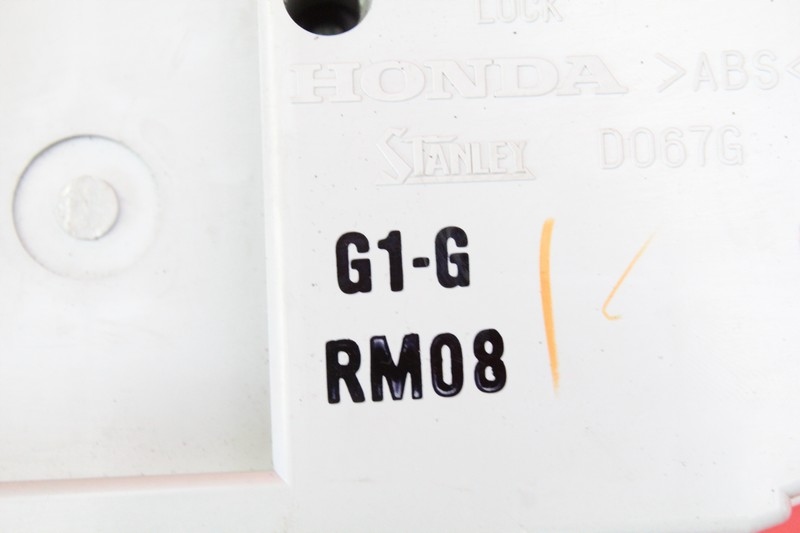 LOCK
HONDA >ABS<
STANLEY D067G
G1-G
RM08